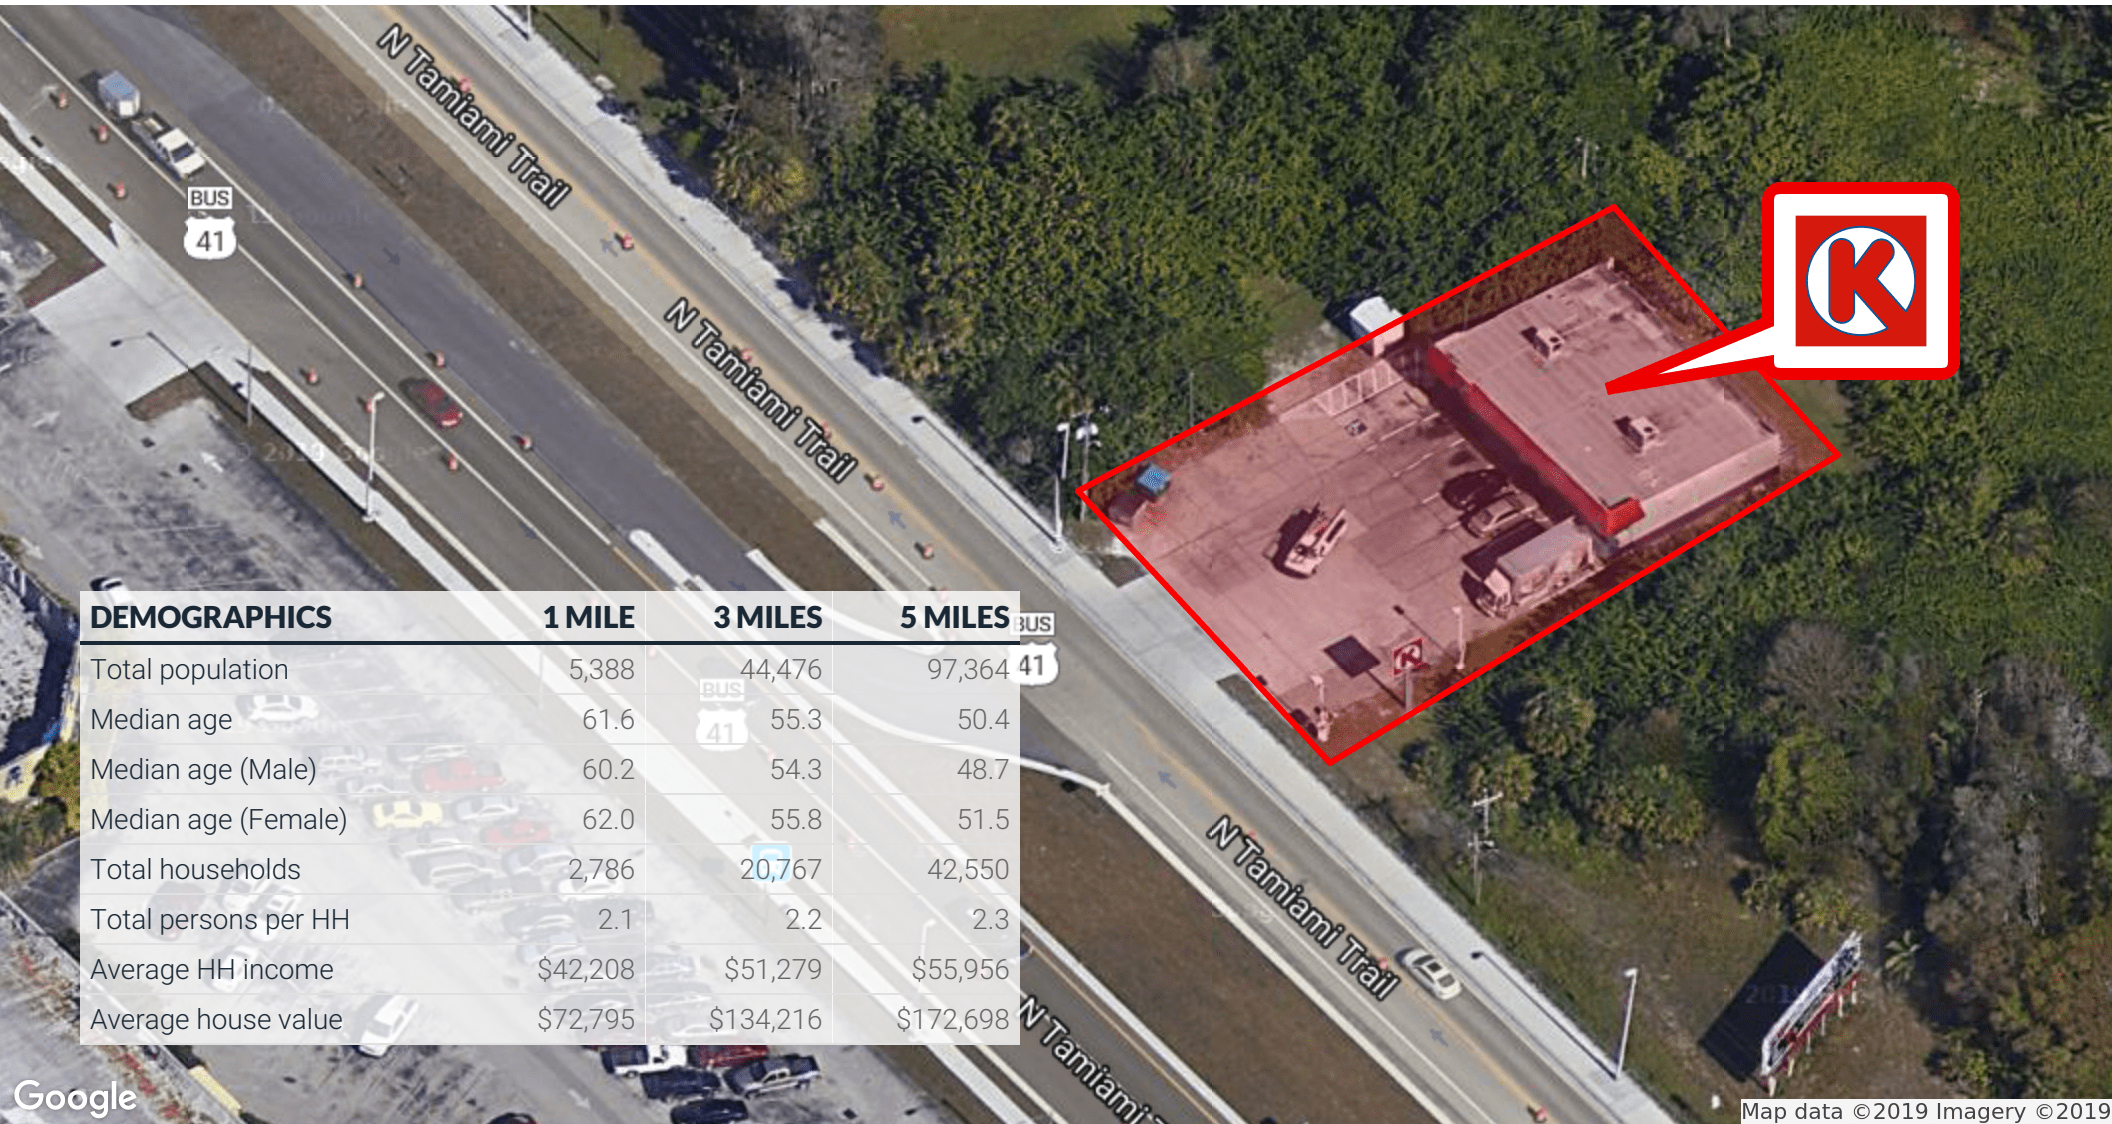 N Tamiami Trail
BUS
41
N Tamiami Trail
K
DEMOGRAPHICS 1 MILE 3 MILES 5 MILES
Total population 5,388 44,476 97,364
Median age 61.6 55.3 50.4
Median age (Male) 60.2 54.3 48.7
Median age (Female) 62.0 55.8 51.5
Total households 2,786 20,767 42,550
Total persons per HH 2.1 2.2 2.3
Average HH income $42,208 $51,279 $55,956
Average house value $72,795 $134,216 $172,698
BUS
41
BUS
41
K
N Tamiami Trail
N Tamiami
Google
Map data ©2019 Imagery ©2019